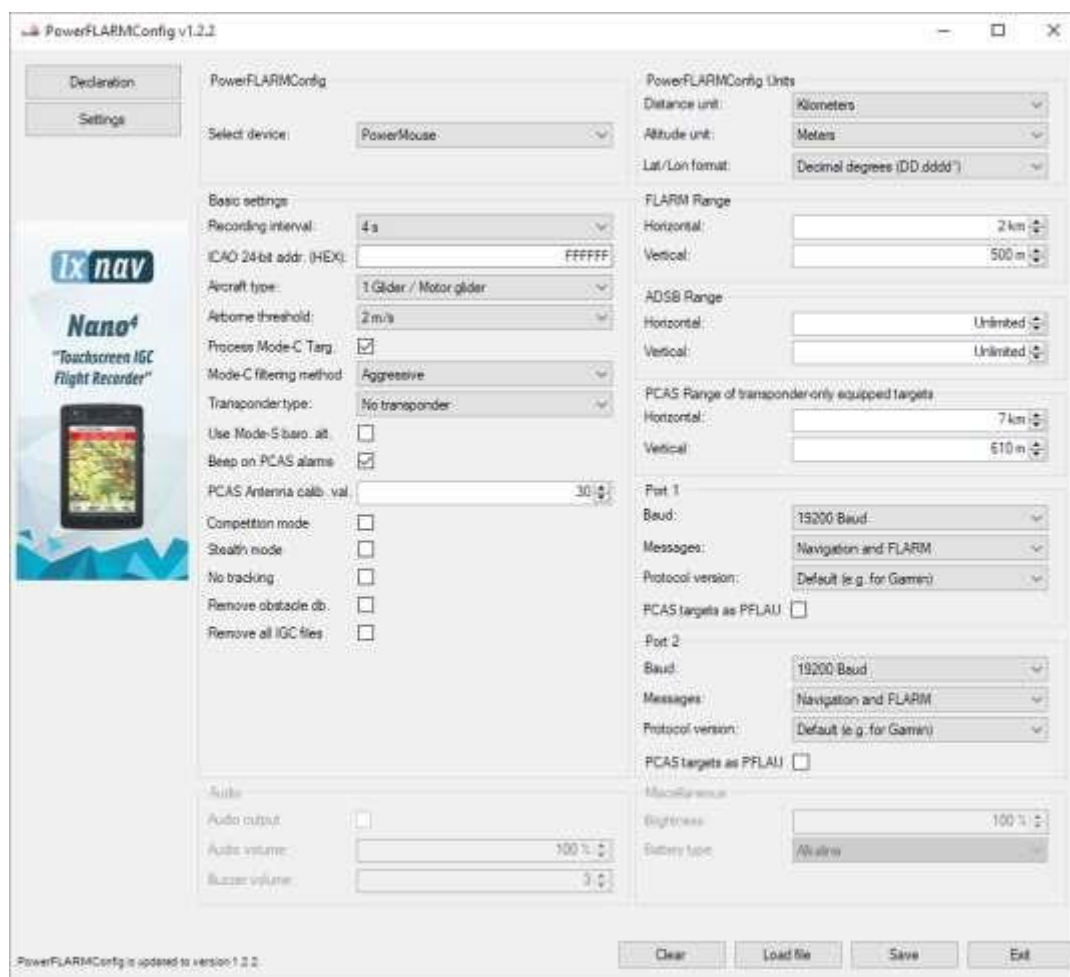 PowerFLARMConfig v1.2.2
Declaration
Settings
lx nav
Nano⁴
"Touchscreen IGC
Flight Recorder"
PowerFLARMConfig
Select device: PowerMouse
Basic settings
Recording interval: 4 s
ICAO 24-bit addr. (HEX): FFFFFF
Aircraft type: 1 Glider / Motor glider
Airborne threshold: 2 m/s
Process Mode-C Targ.
Mode-C filtering method Aggressive
Transponder type: No transponder
Use Mode-S baro. alt.
Beep on PCAS alarms
PCAS Antenna calib. val. 30
Competition mode
Stealth mode
No tracking
Remove obstacle db.
Remove all IGC files
Audio
Audio output
Audio volume: 100 %
Buzzer volume: 3
PowerFLARMConfig Units
Distance unit: Kilometers
Altitude unit: Meters
Lat/Lon format: Decimal degrees (DD.dddd°)
FLARM Range
Horizontal: 2 km
Vertical: 500 m
ADSB Range
Horizontal: Unlimited
Vertical: Unlimited
PCAS Range of transponder-only equipped targets
Horizontal: 7 km
Vertical: 610 m
Port 1
Baud: 19200 Baud
Messages: Navigation and FLARM
Protocol version: Default (e.g. for Garmin)
PCAS targets as PFLAU
Port 2
Baud: 19200 Baud
Messages: Navigation and FLARM
Protocol version: Default (e.g. for Garmin)
PCAS targets as PFLAU
Miscellaneous
Brightness: 100 %
Battery type: Alkaline
PowerFLARMConfig is updated to version 1.2.2
Clear
Load file
Save
Exit